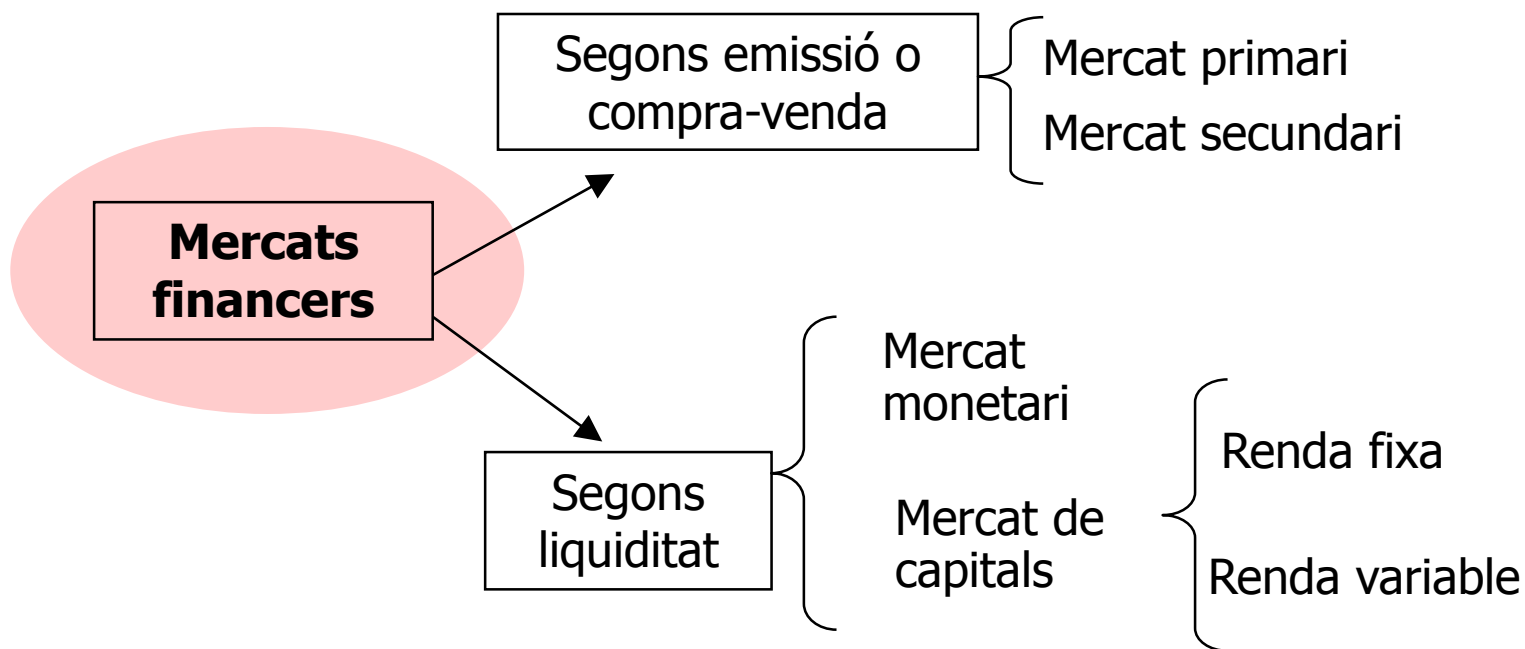 Segons emissió o
compra-venda
Mercat primari
Mercat secundari
Mercats
financers
Mercat
monetari
Segons
liquiditat
Mercat de
capitals
Renda fixa
Renda variable